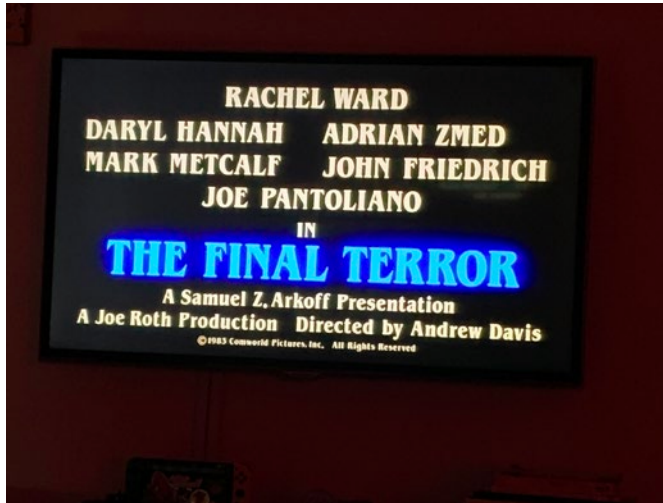 RACHEL WARD
DARYL HANNAH ADRIAN ZMED
MARK METCALF JOHN FRIEDRICH
JOE PANTOLIANO
IN
THE FINAL TERROR
A Samuel Z. Arkoff Presentation
A Joe Roth Production Directed by Andrew Davis
©1983 Comworld Pictures, Inc. All Rights Reserved